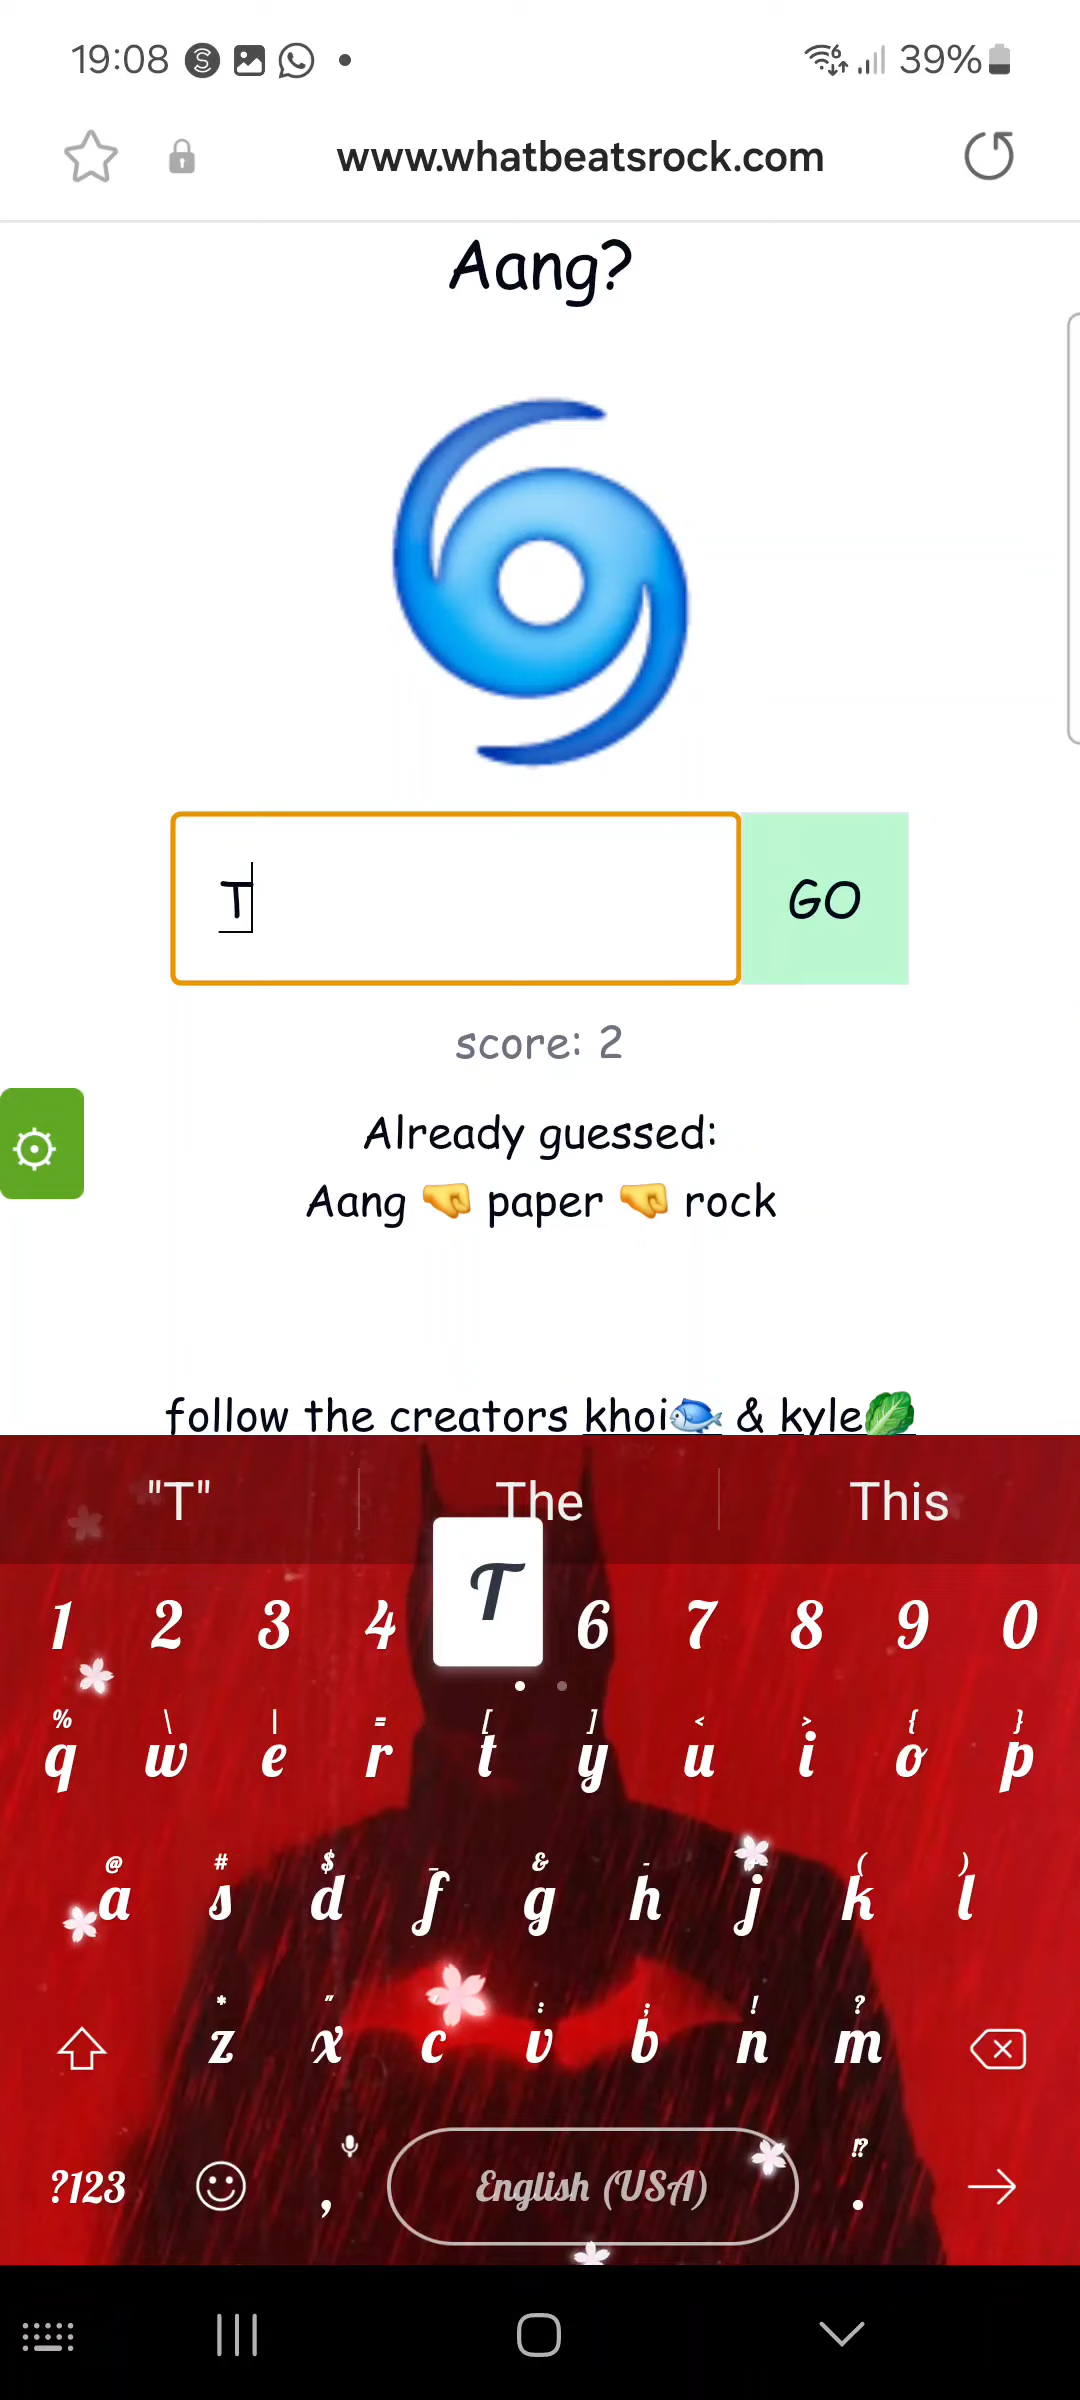 19:08 39%
www.whatbeatsrock.com
Aang?
T
GO
score: 2
Already guessed:
Aang 🤜 paper 🤜 rock
follow the creators khoi🐟 & kyle🥬
"T" The This
1 2 3 4 T 6 7 8 9 0
% \ | = [ ] < > { }
q w e r t y u i o p
@ # $ _ & - ( )
a s d f g h j k l
* " : ; ! ?
z x c v b n m
!?
?123 , English (USA) .